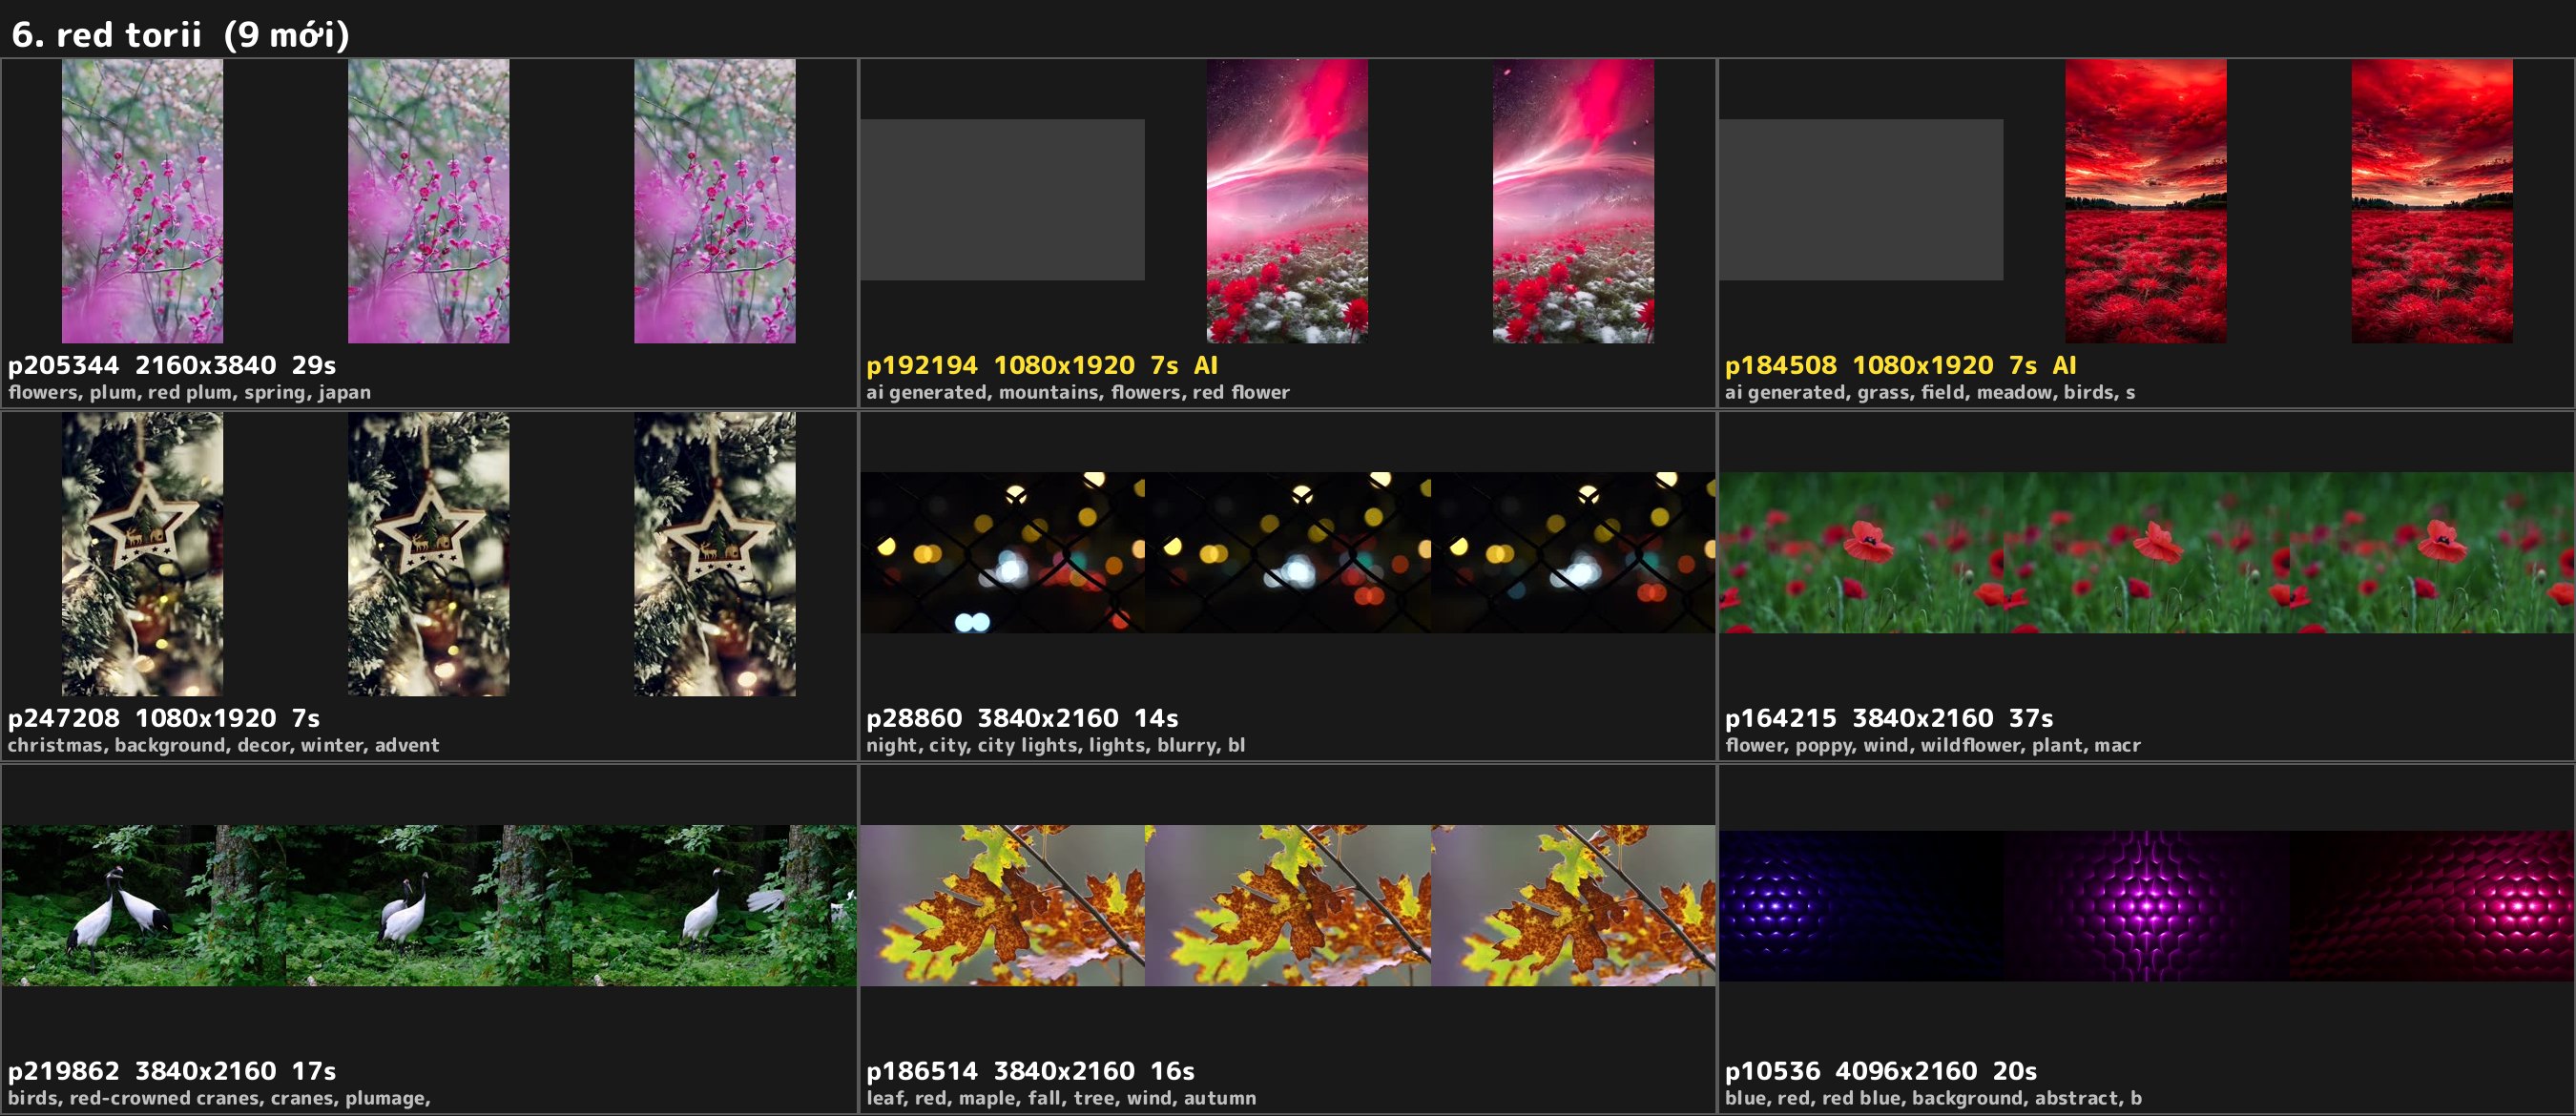 6. red torii (9 mới)
p205344 2160x3840 29s
flowers, plum, red plum, spring, japan
p192194 1080x1920 7s AI
ai generated, mountains, flowers, red flower
p184508 1080x1920 7s AI
ai generated, grass, field, meadow, birds, s
p247208 1080x1920 7s
christmas, background, decor, winter, advent
p28860 3840x2160 14s
night, city, city lights, lights, blurry, bl
p164215 3840x2160 37s
flower, poppy, wind, wildflower, plant, macr
p219862 3840x2160 17s
birds, red-crowned cranes, cranes, plumage,
p186514 3840x2160 16s
leaf, red, maple, fall, tree, wind, autumn
p10536 4096x2160 20s
blue, red, red blue, background, abstract, b